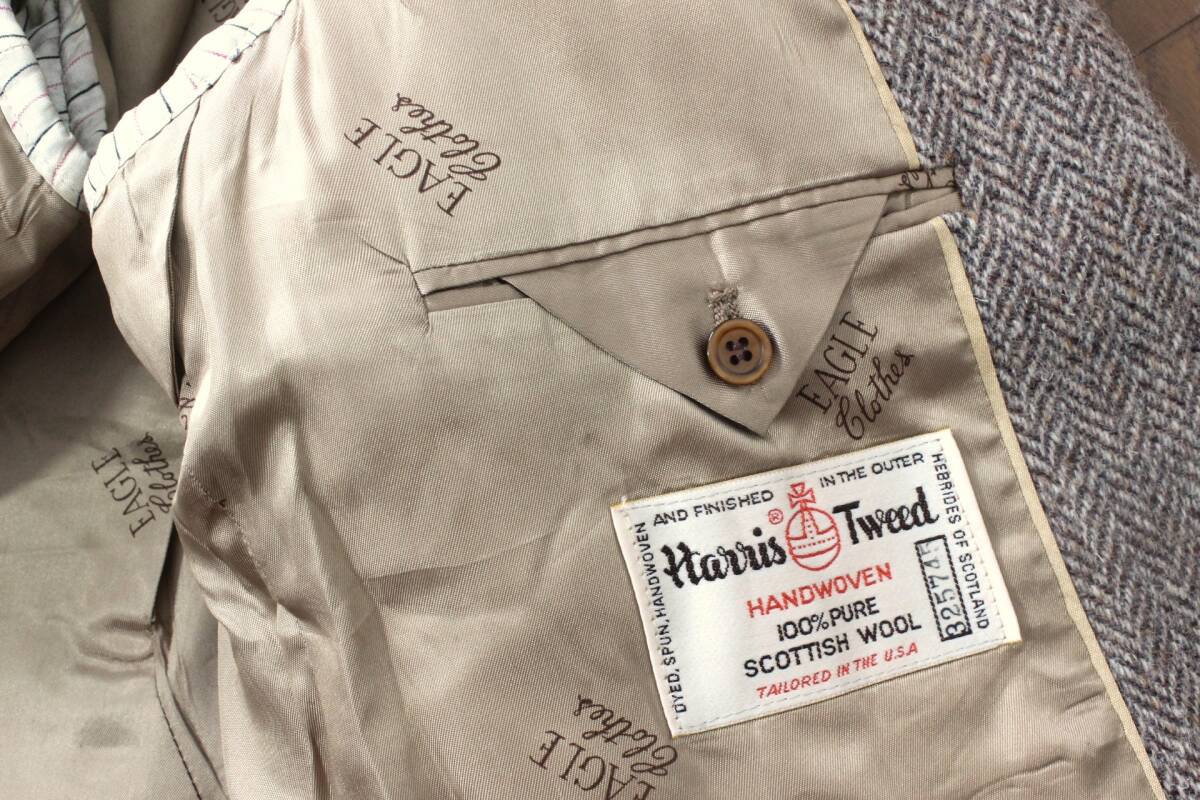 EAGLE
Clothes
EAGLE
Clothes
EAGLE
Clothes
DYED, SPUN, HANDWOVEN
AND FINISHED
IN THE OUTER
HEBRIDES OF SCOTLAND
Harris ® Tweed
HANDWOVEN
100% PURE
SCOTTISH WOOL
TAILORED IN THE U.S.A
EAGLE
Clothes